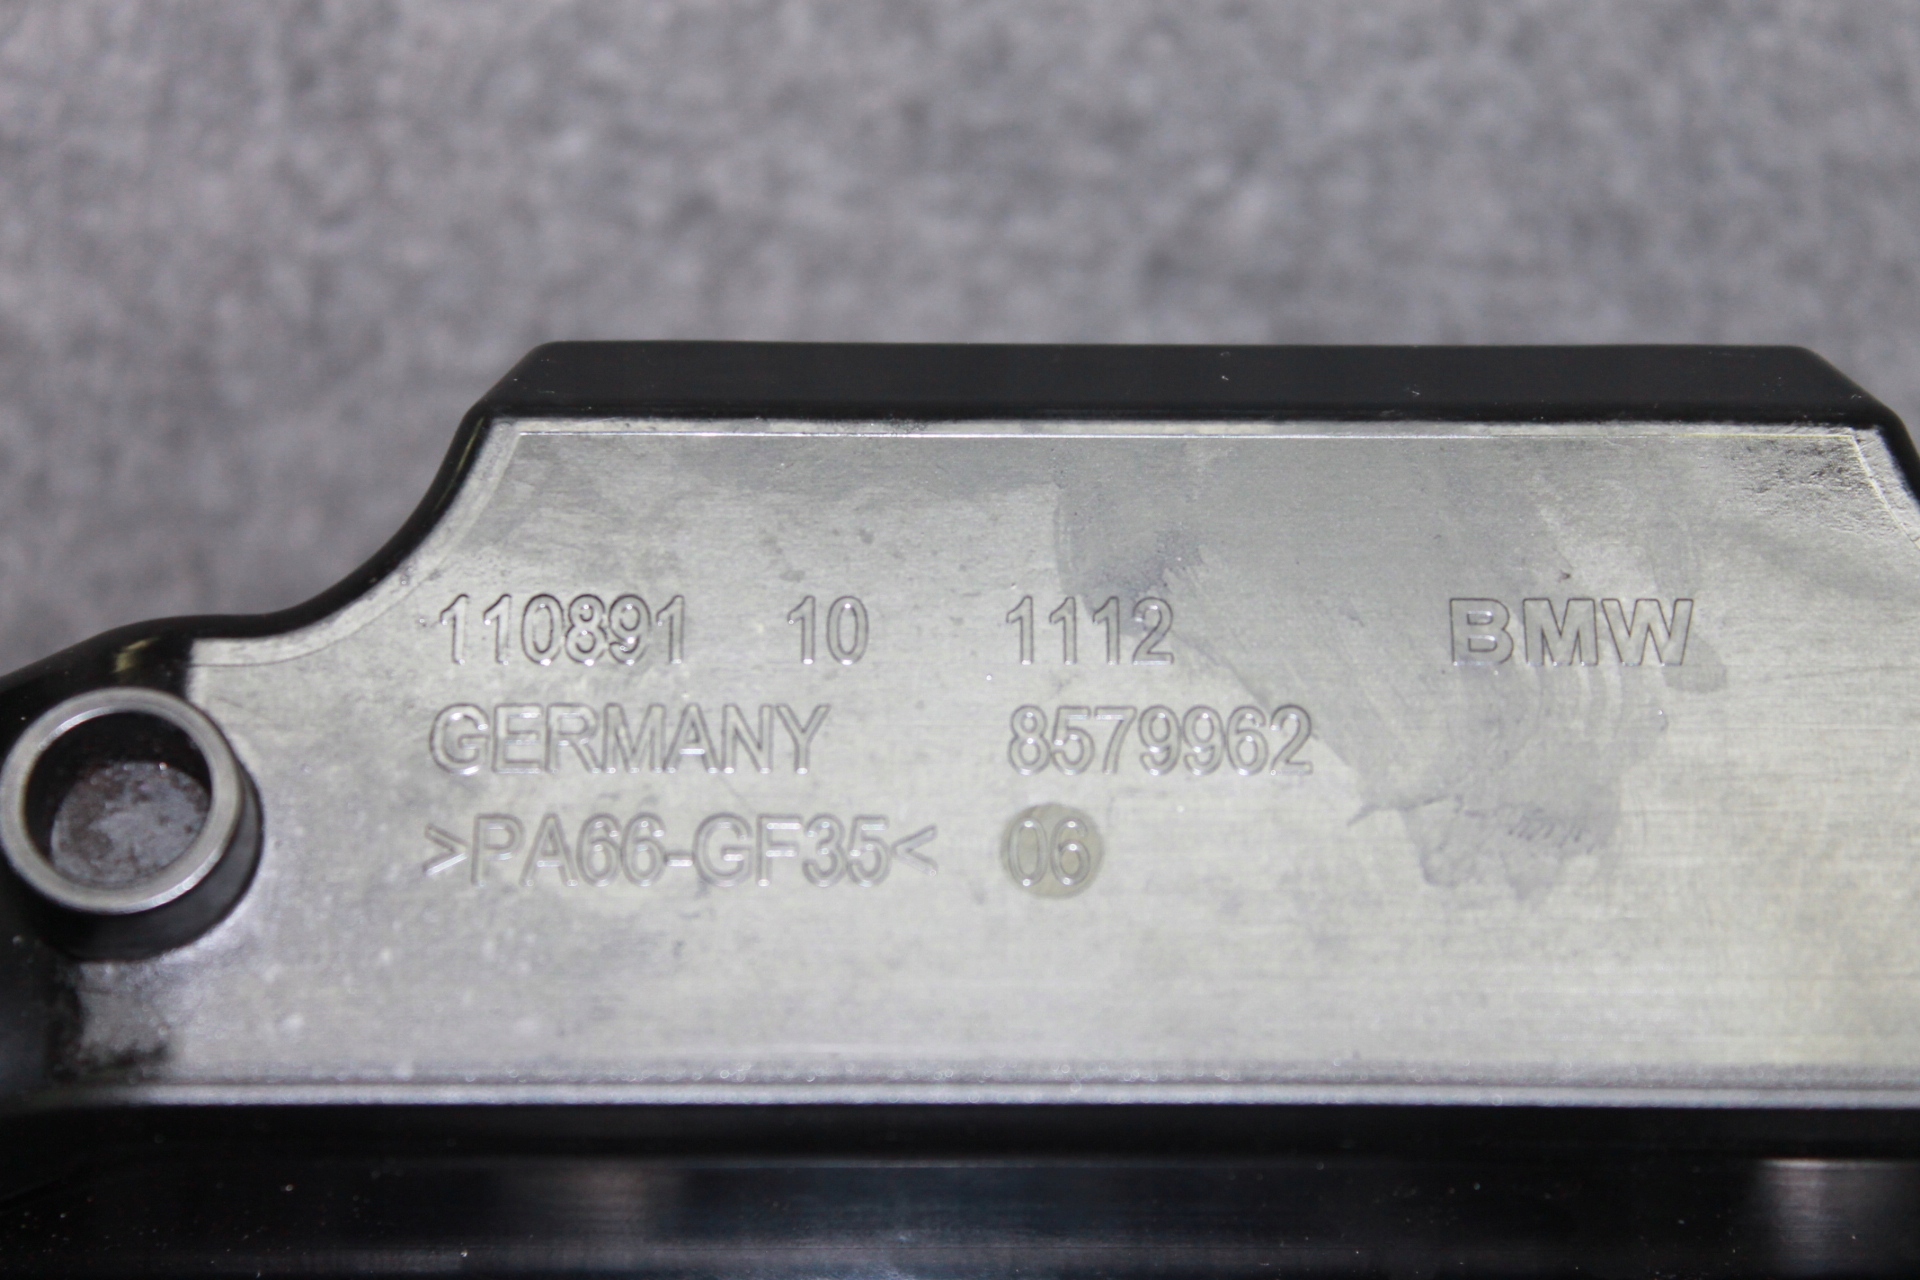 110891 10 1112 BMW
GERMANY 8579962
>PA66-GF35< 06